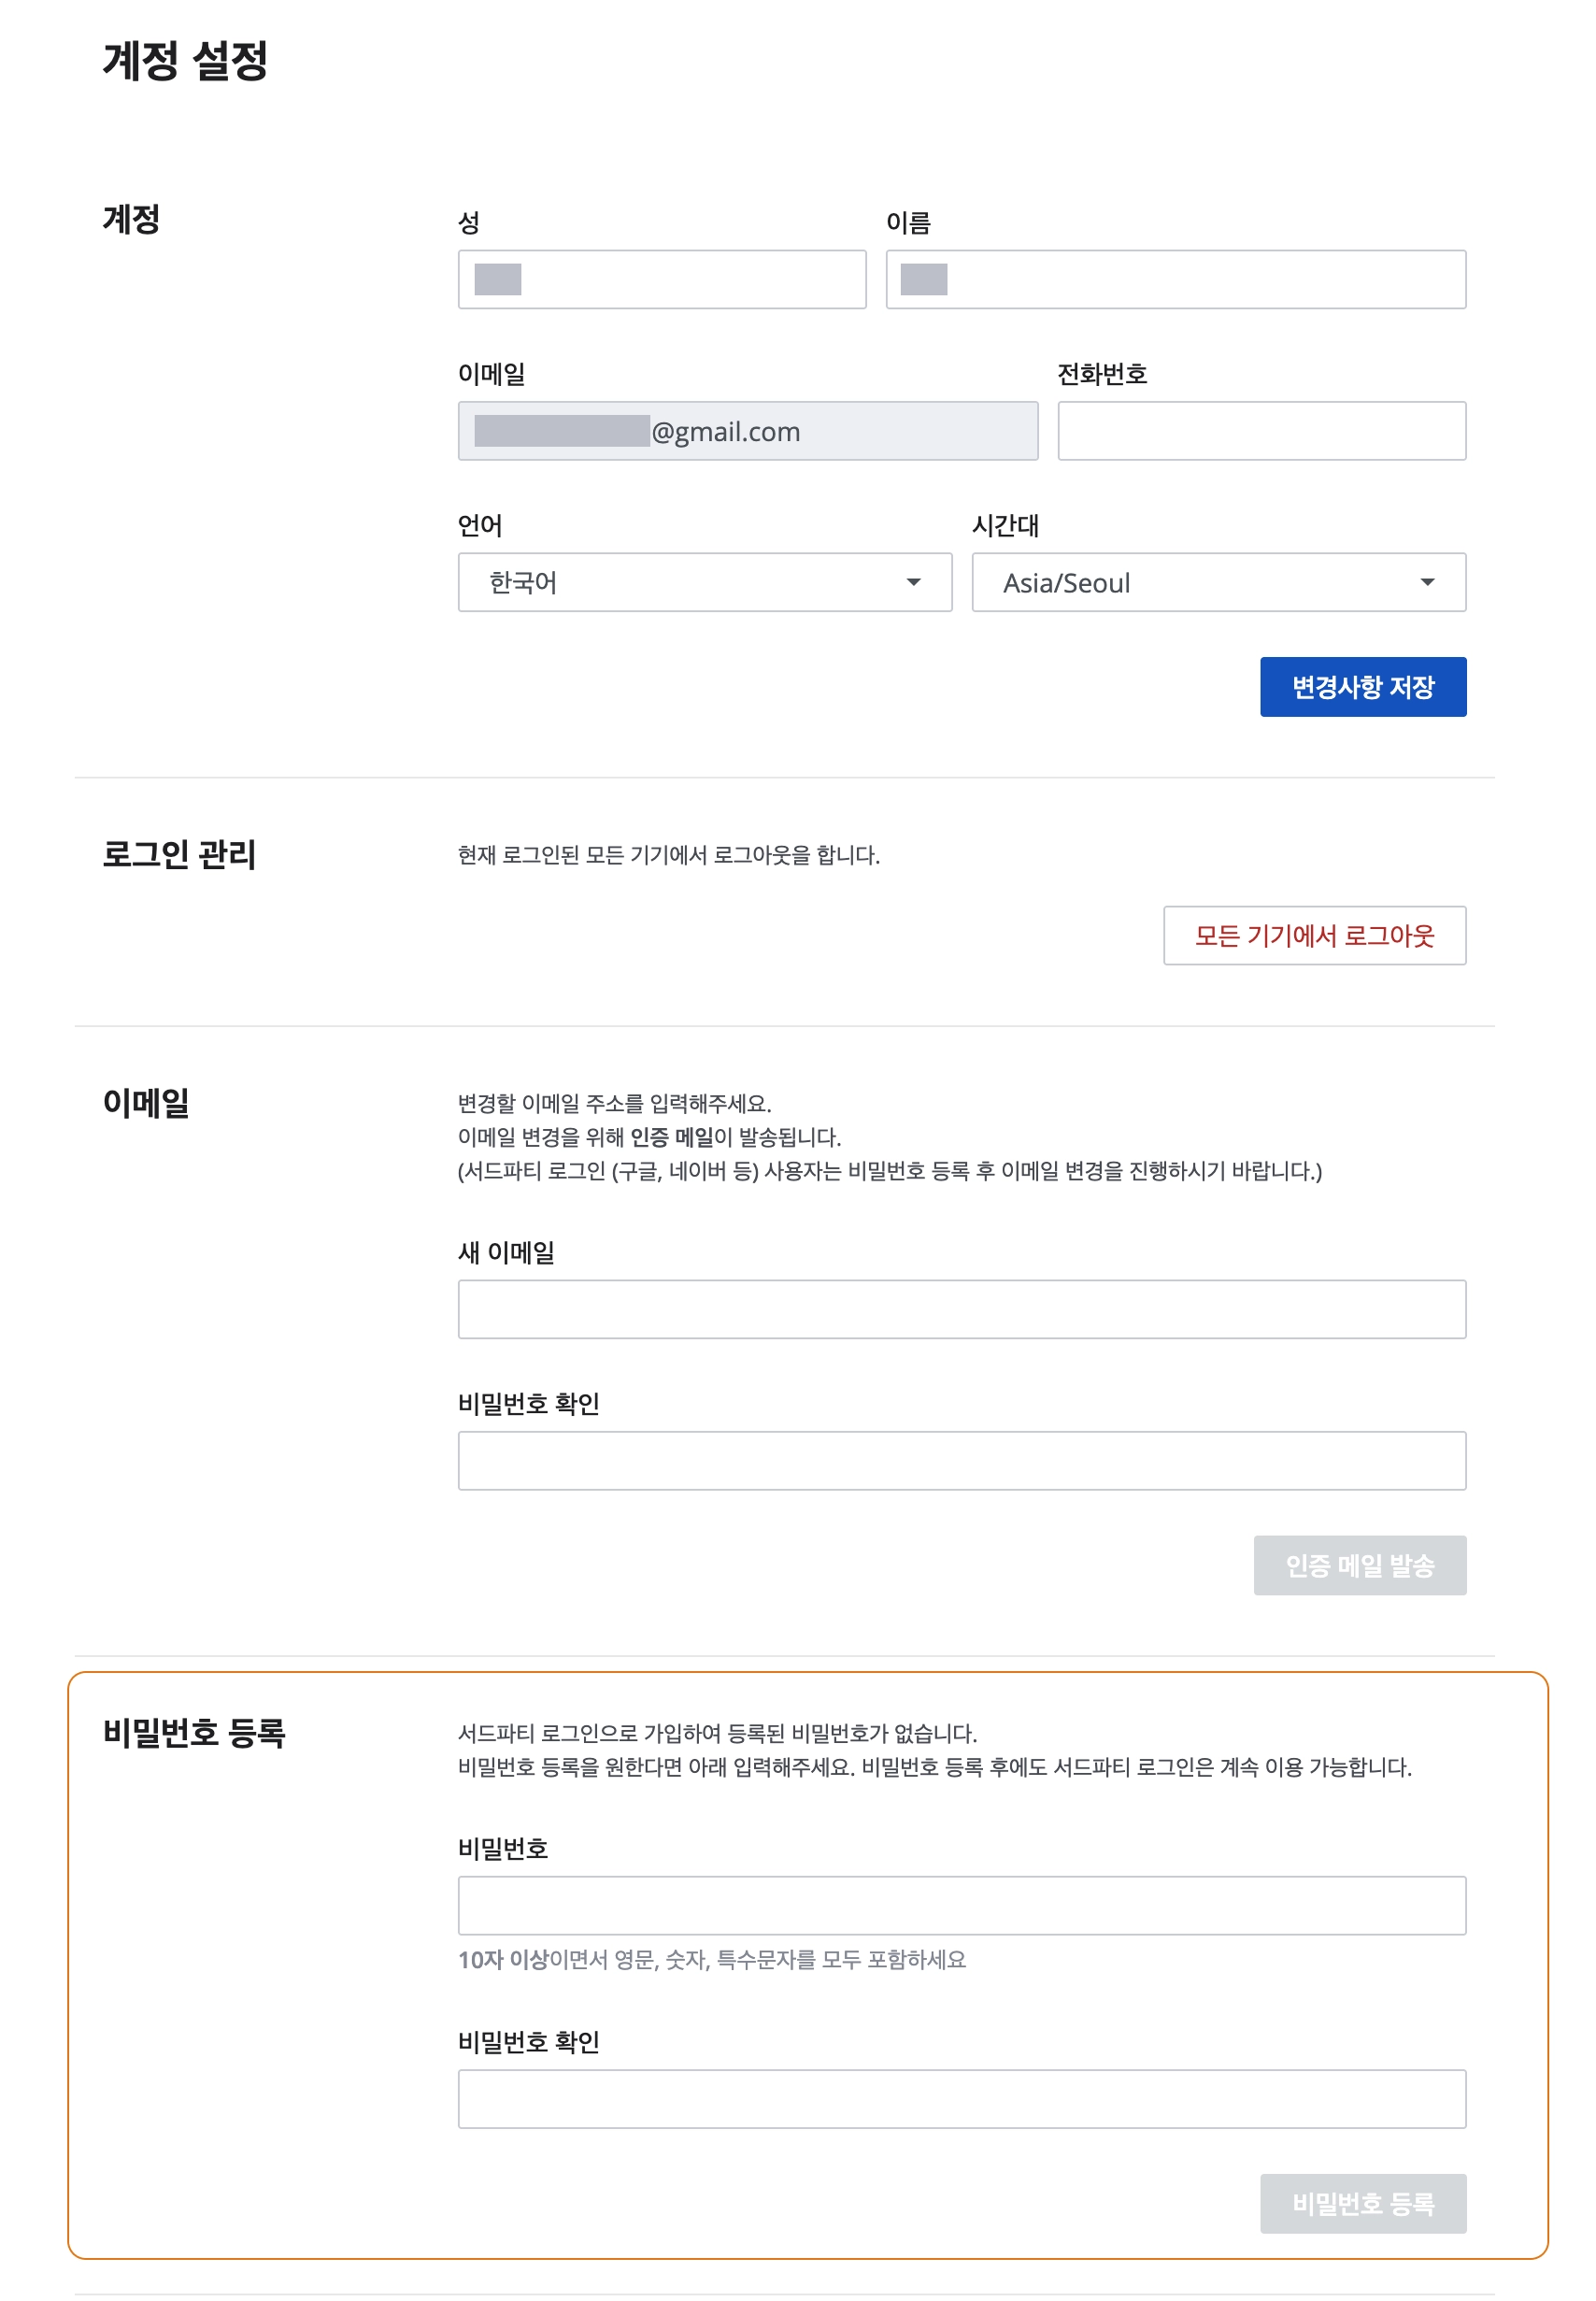 계정 설정
계정
성
이름
이메일
전화번호
@gmail.com
언어
시간대
한국어
Asia/Seoul
변경사항 저장
로그인 관리
현재 로그인된 모든 기기에서 로그아웃을 합니다.
모든 기기에서 로그아웃
이메일
변경할 이메일 주소를 입력해주세요.
이메일 변경을 위해 인증 메일이 발송됩니다.
(서드파티 로그인 (구글, 네이버 등) 사용자는 비밀번호 등록 후 이메일 변경을 진행하시기 바랍니다.)
새 이메일
비밀번호 확인
인증 메일 발송
비밀번호 등록
서드파티 로그인으로 가입하여 등록된 비밀번호가 없습니다.
비밀번호 등록을 원한다면 아래 입력해주세요. 비밀번호 등록 후에도 서드파티 로그인은 계속 이용 가능합니다.
비밀번호
10자 이상이면서 영문, 숫자, 특수문자를 모두 포함하세요
비밀번호 확인
비밀번호 등록